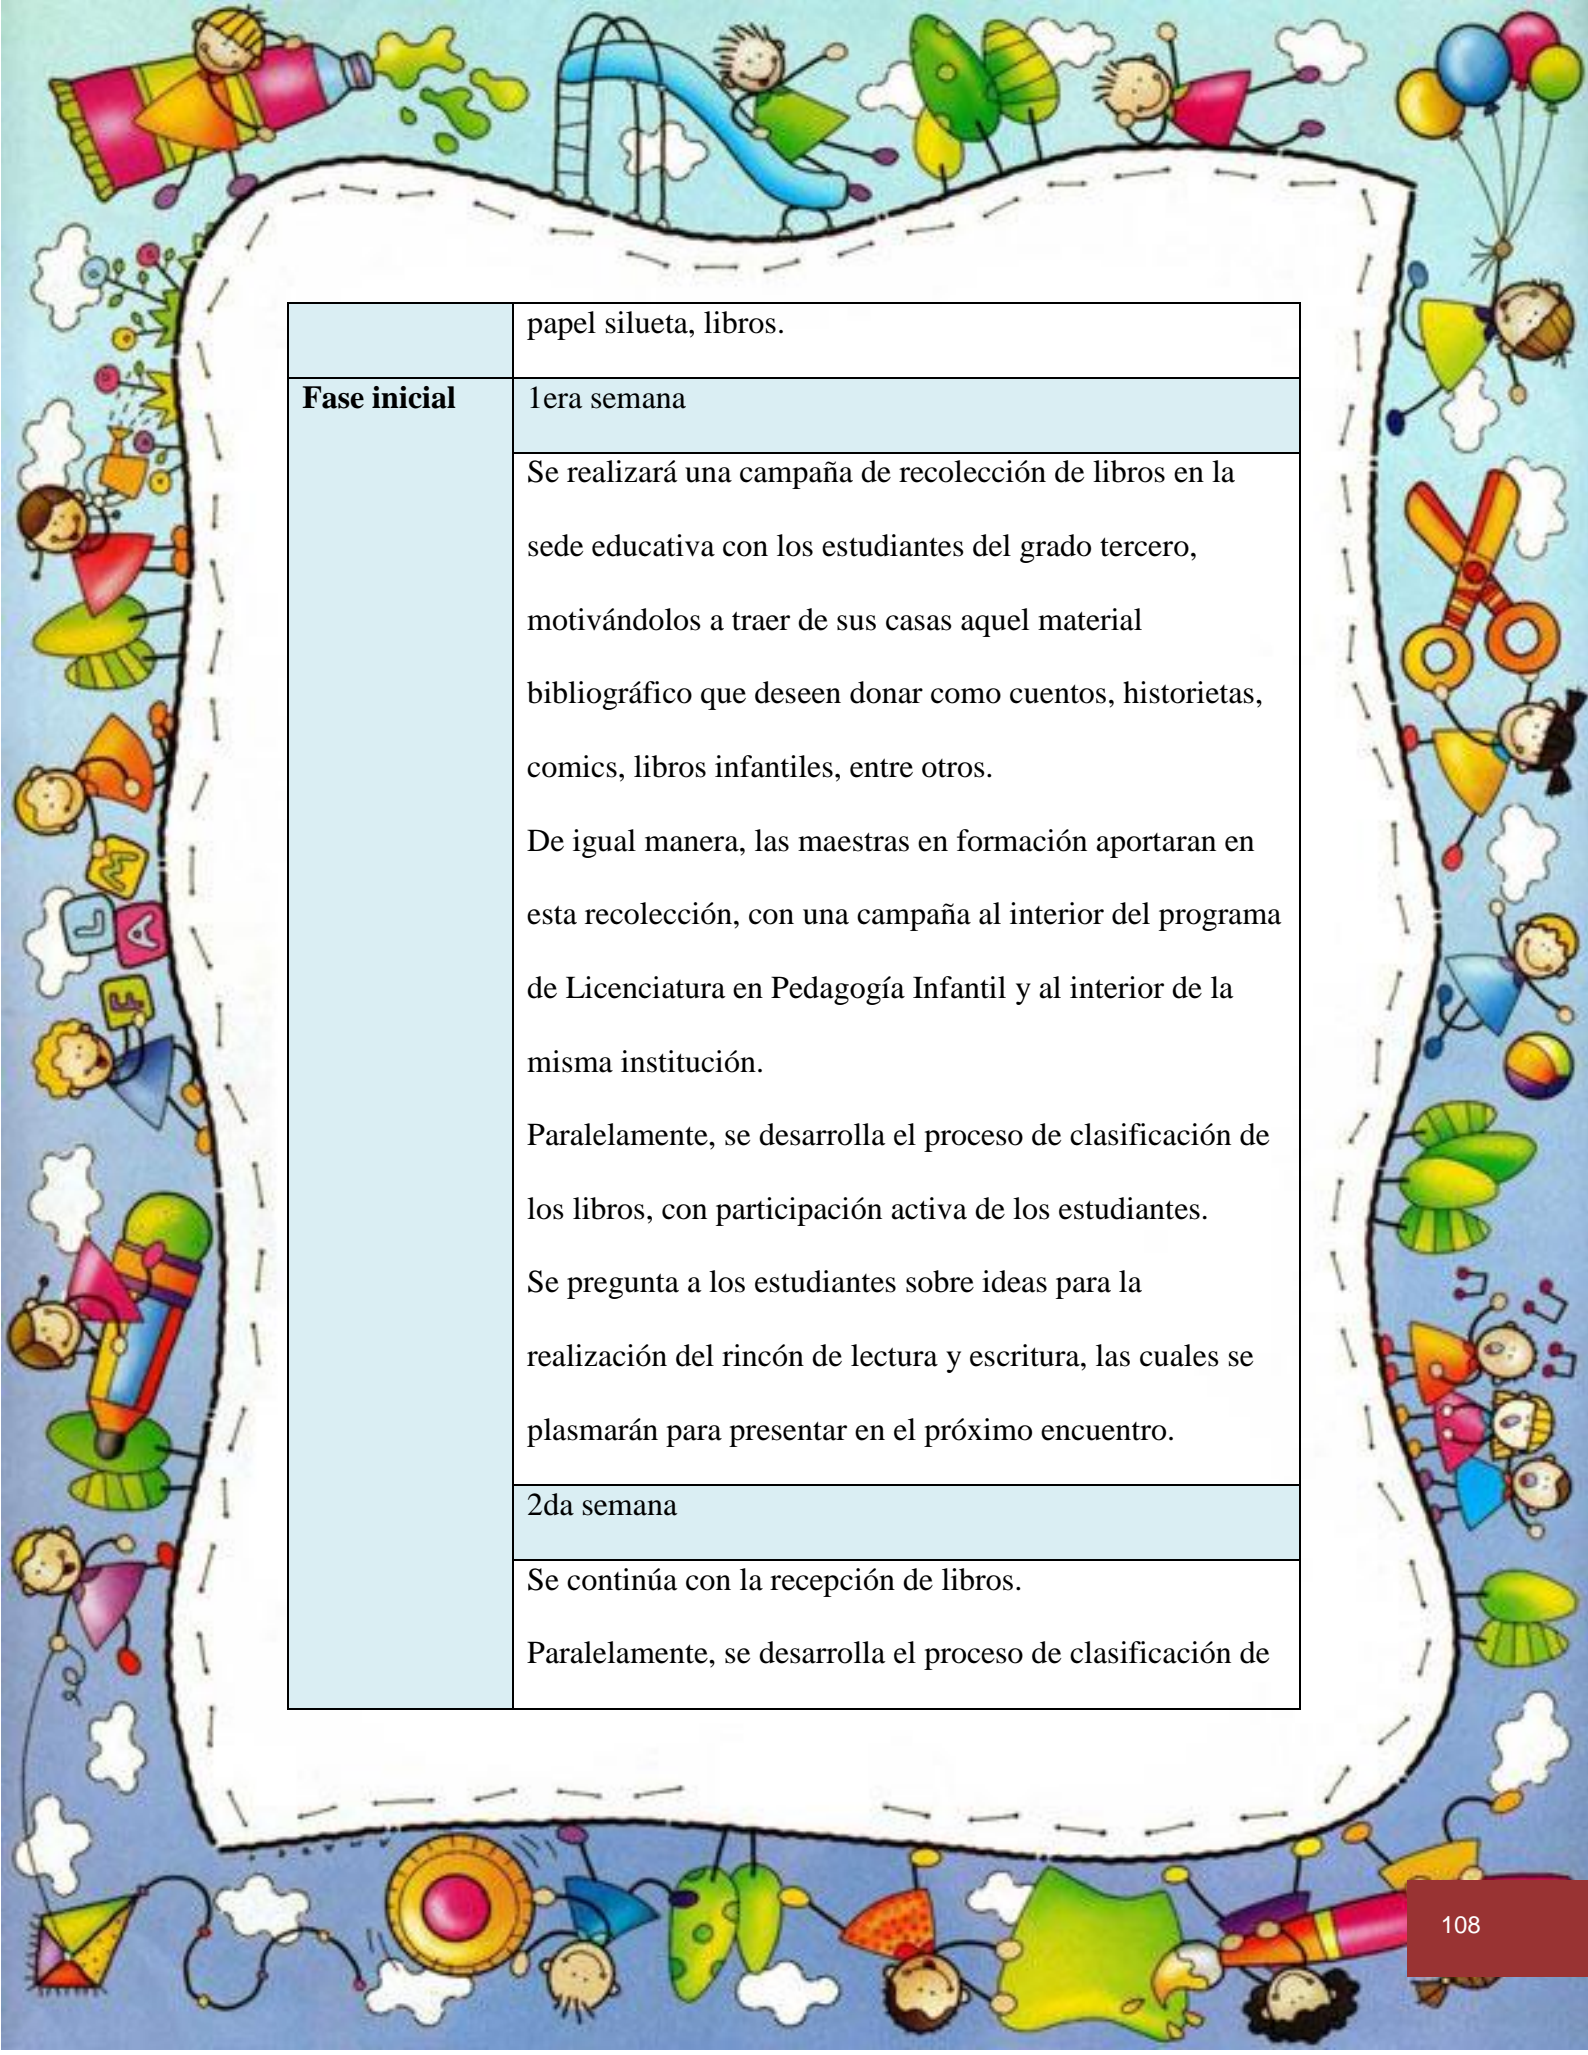 papel silueta, libros.
Fase inicial
1era semana
Se realizará una campaña de recolección de libros en la
sede educativa con los estudiantes del grado tercero,
motivándolos a traer de sus casas aquel material
bibliográfico que deseen donar como cuentos, historietas,
comics, libros infantiles, entre otros.
De igual manera, las maestras en formación aportaran en
esta recolección, con una campaña al interior del programa
de Licenciatura en Pedagogía Infantil y al interior de la
misma institución.
Paralelamente, se desarrolla el proceso de clasificación de
los libros, con participación activa de los estudiantes.
Se pregunta a los estudiantes sobre ideas para la
realización del rincón de lectura y escritura, las cuales se
plasmarán para presentar en el próximo encuentro.
2da semana
Se continúa con la recepción de libros.
Paralelamente, se desarrolla el proceso de clasificación de
M
L
A
F
108